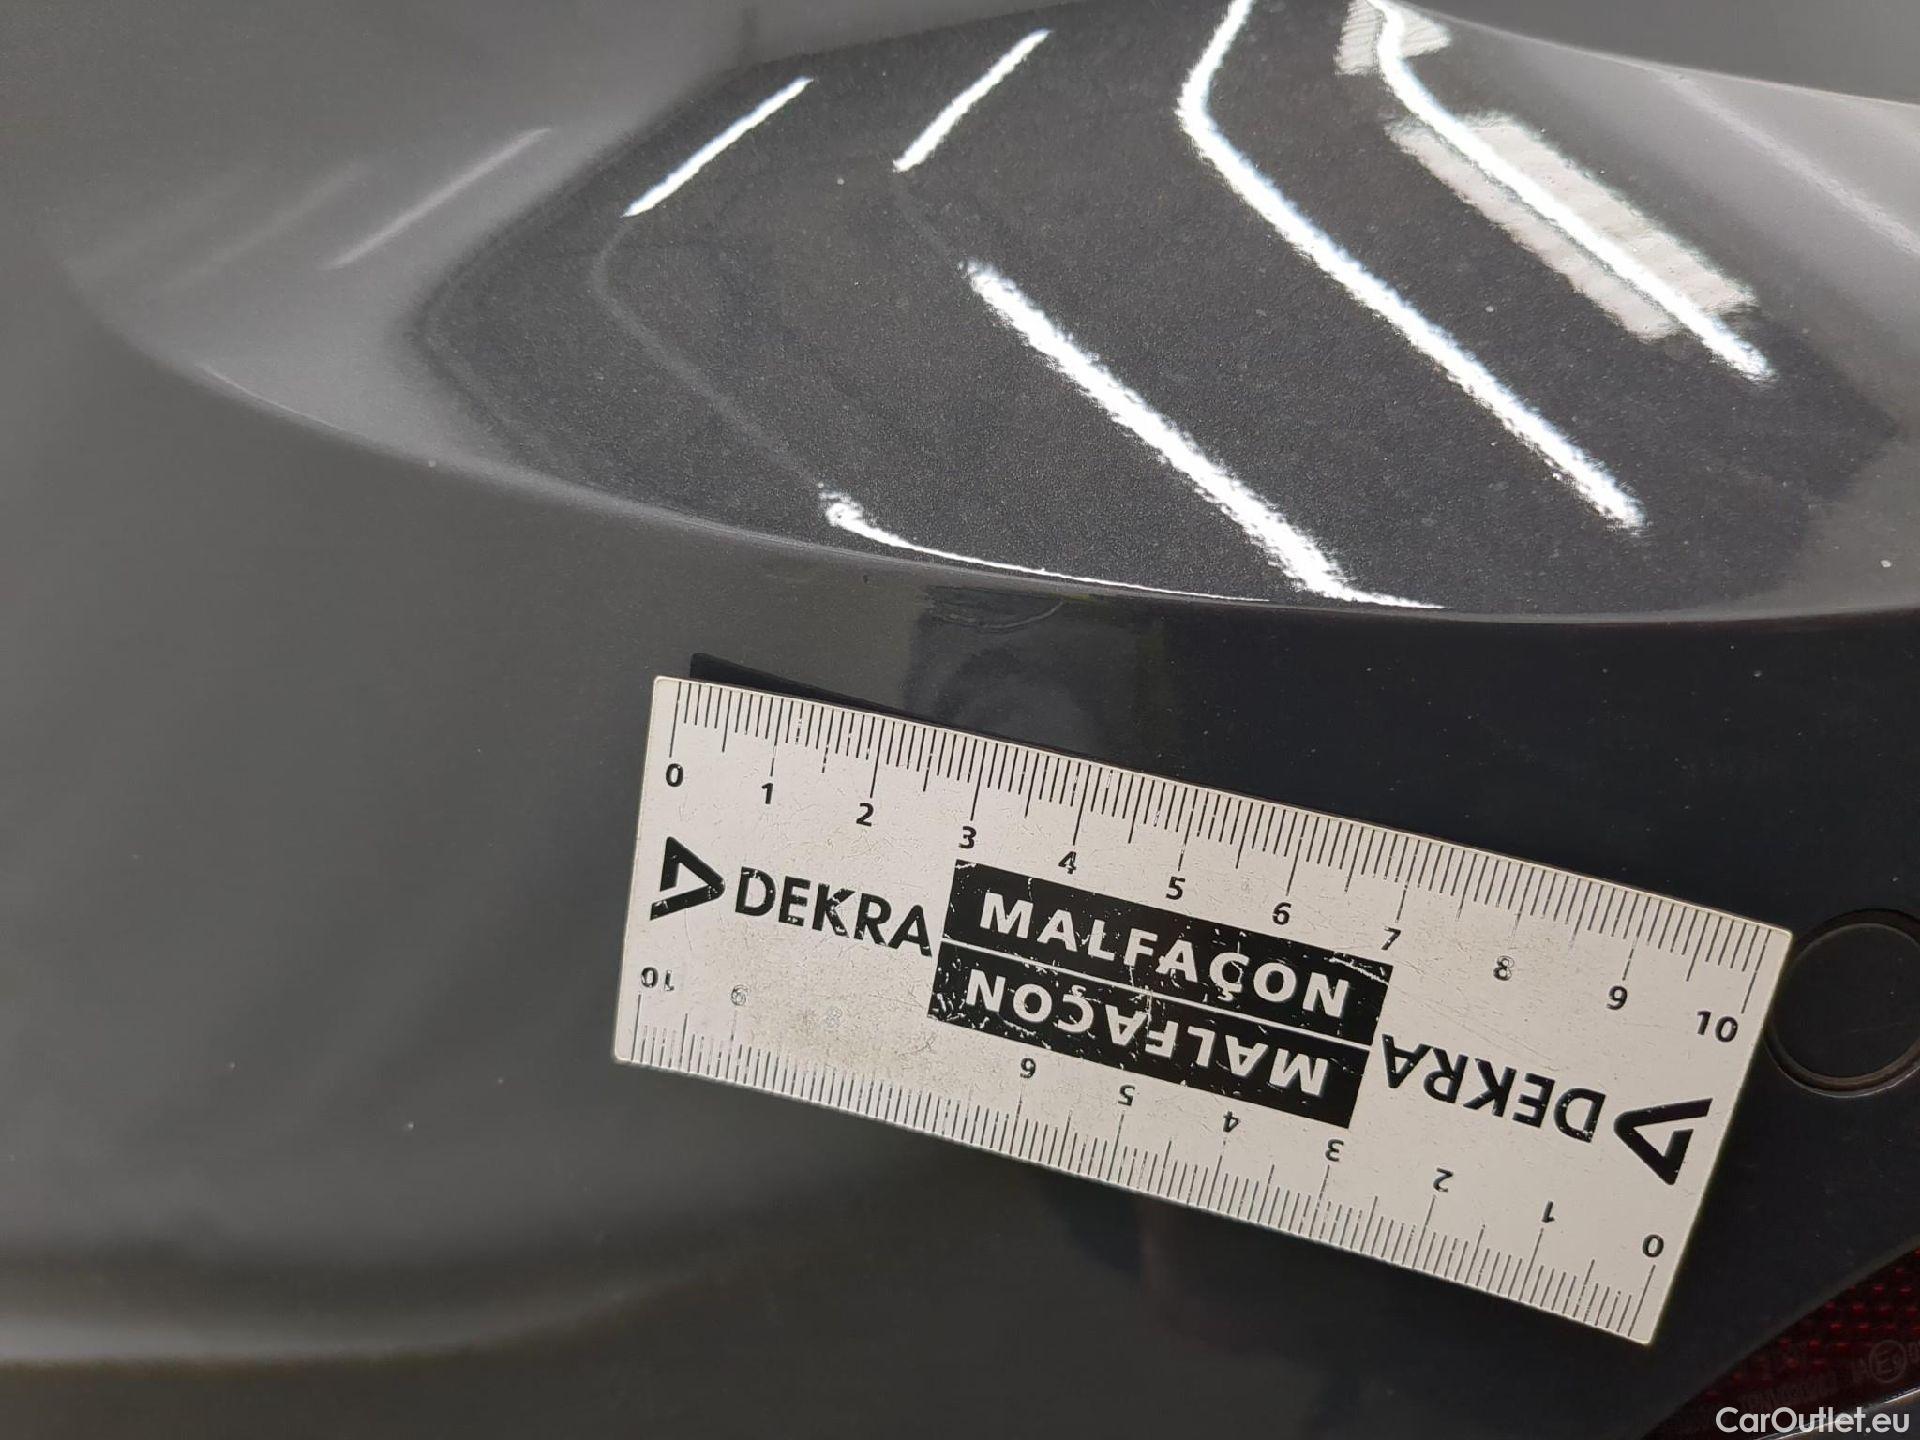 0 1 2 3 4 5 6 7 8 9 10
DEKRA MALFAÇON
MALFAÇON DEKRA
10 9 8 6 5 4 3 2 1 0
CarOutlet.eu